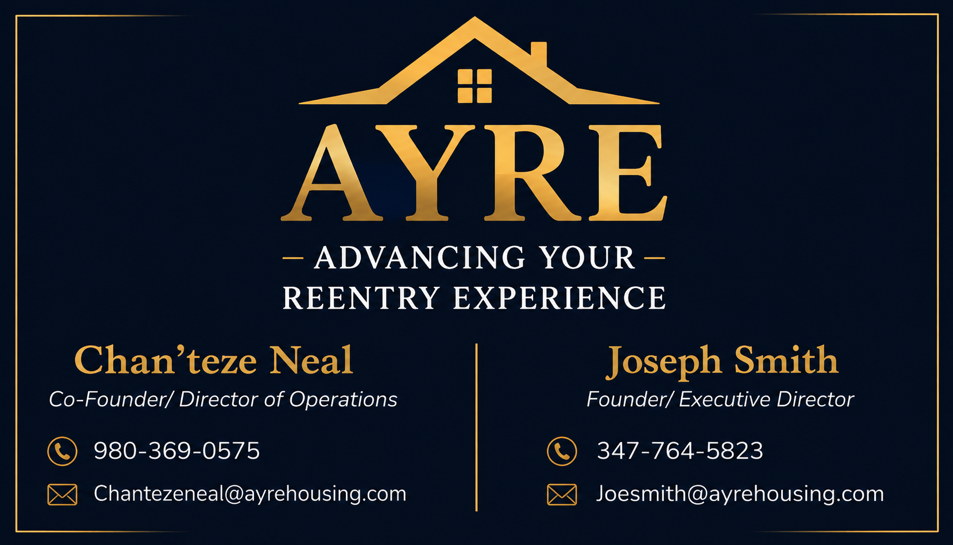 AYRE
– ADVANCING YOUR –
REENTRY EXPERIENCE
Chan’teze Neal
Co-Founder/ Director of Operations
980-369-0575
Chantezeneal@ayrehousing.com
Joseph Smith
Founder/ Executive Director
347-764-5823
Joesmith@ayrehousing.com